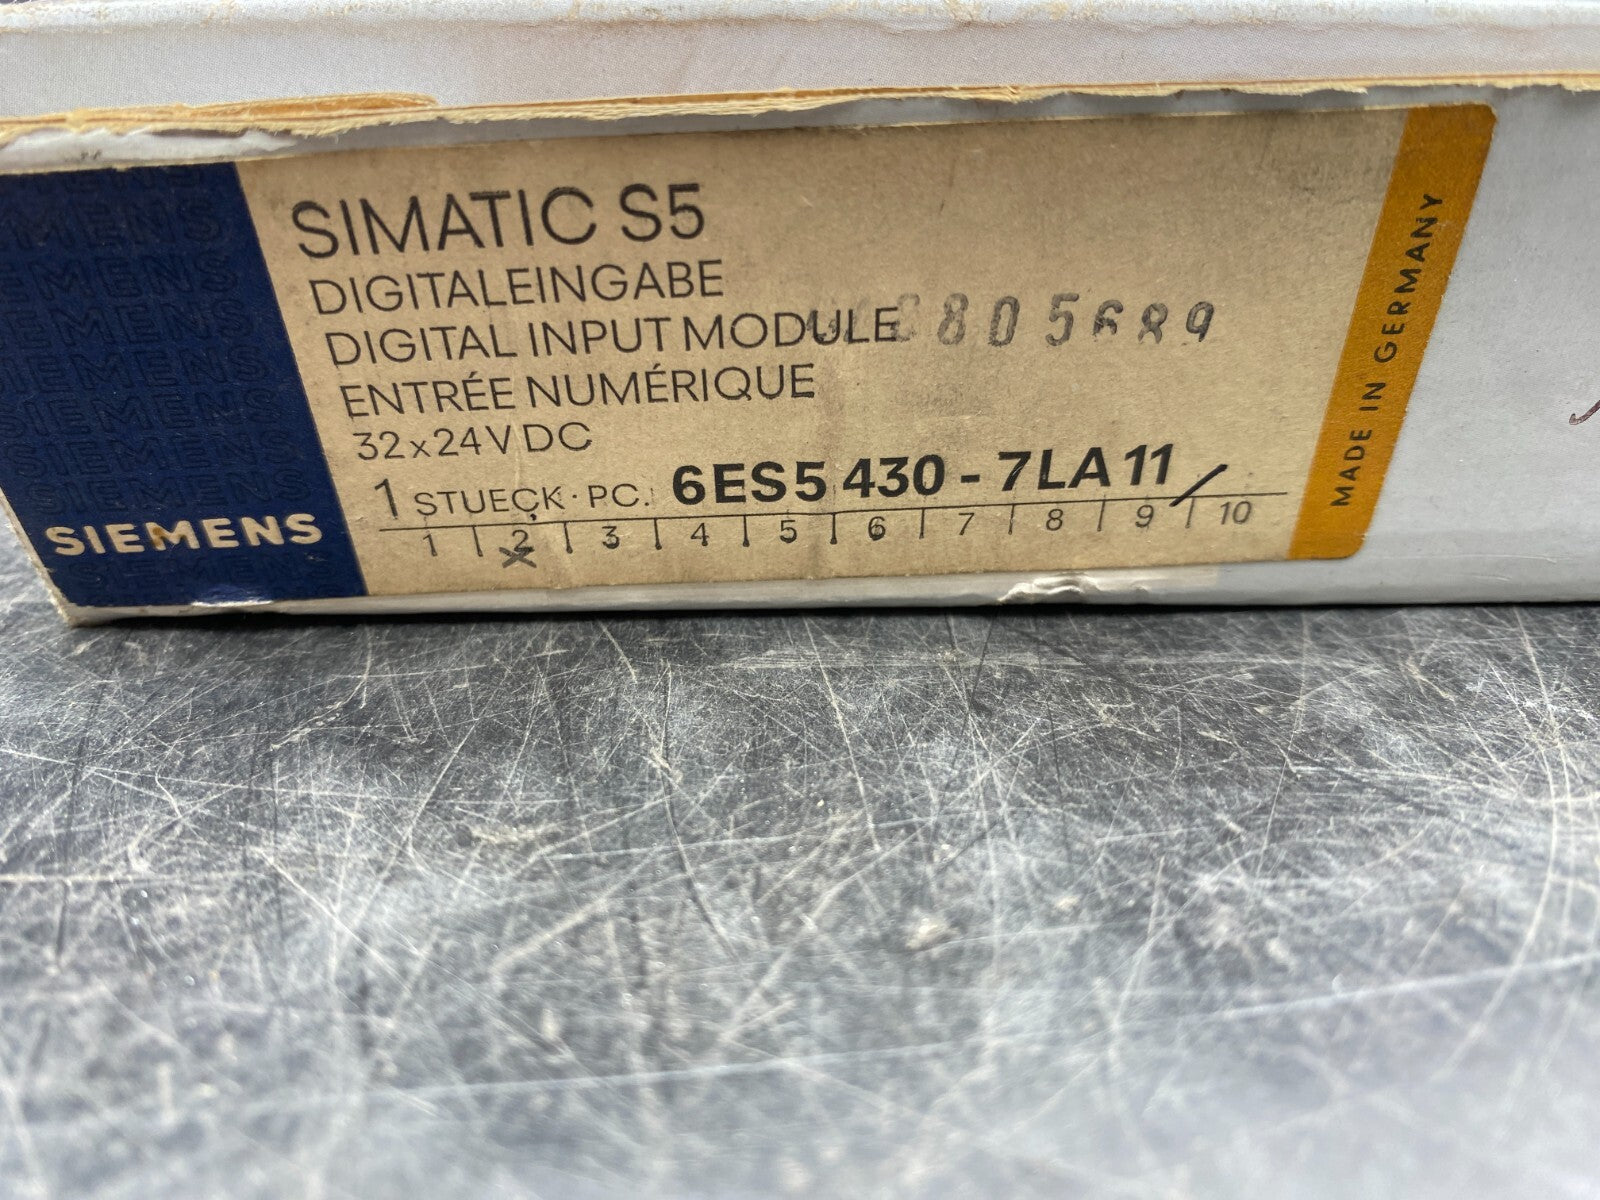 SIMATIC S5
DIGITALEINGABE
DIGITAL INPUT MODULE
805689
ENTRÉE NUMÉRIQUE
32x24V DC
1 STUECK · PC. 6ES5 430-7LA11
1 2 3 4 5 6 7 8 9 10
SIEMENS
MADE IN GERMANY